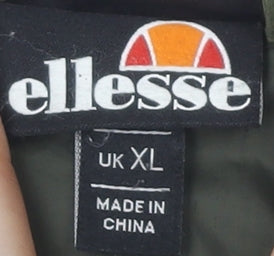 ellesse
UK XL
MADE IN
CHINA